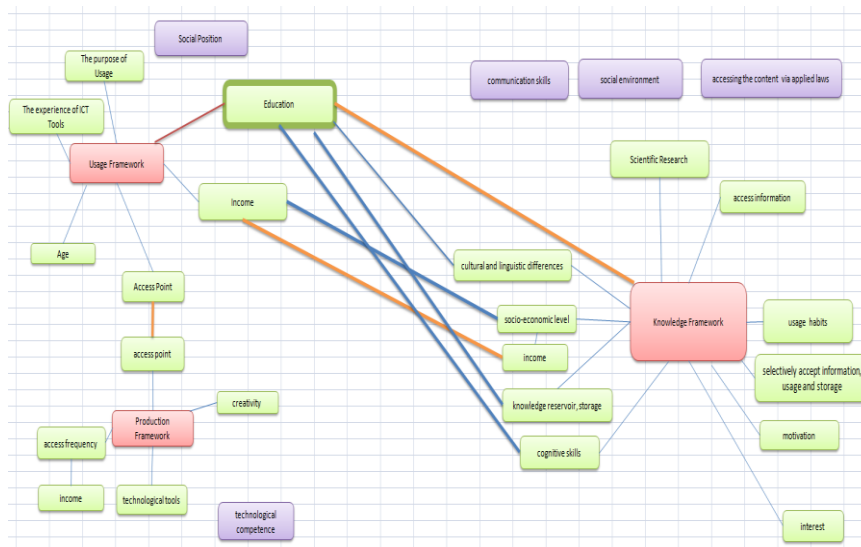 Social Position
The purpose of
Usage
Education
communication skills
social environment
accessing the content via applied laws
The experience of ICT
Tools
Usage Framework
Scientific Research
Income
access information
Age
cultural and linguistic differences
Access Point
socio-economic level
Knowledge Framework
usage habits
access point
income
selectively accept information,
usage and storage
creativity
knowledge reservoir, storage
Production
Framework
motivation
access frequency
cognitive skills
income
technological tools
technological
competence
interest